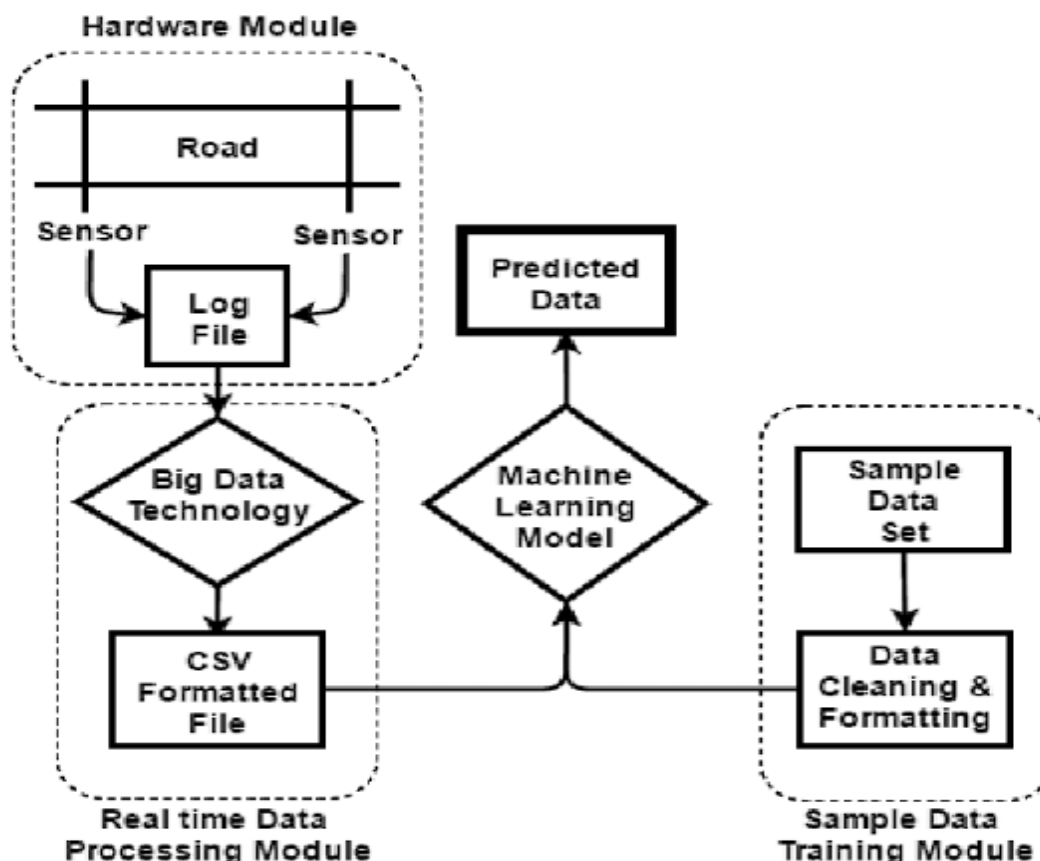 Hardware Module
Road
Sensor
Sensor
Log
File
Predicted
Data
Big Data
Technology
Machine
Learning
Model
Sample
Data
Set
CSV
Formatted
File
Data
Cleaning &
Formatting
Real time Data
Processing Module
Sample Data
Training Module